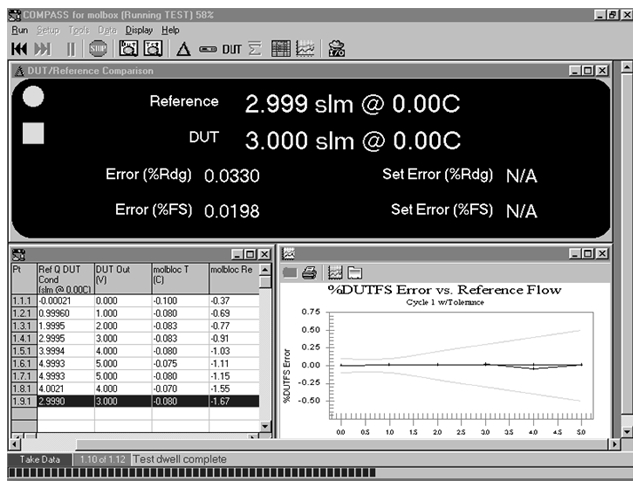 COMPASS for molbox (Running TEST) 58%
Run Setup Tools Data Display Help
STOP DUT
DUT/Reference Comparison
Reference 2.999 slm @ 0.00C
DUT 3.000 slm @ 0.00C
Error (%Rdg) 0.0330 Set Error (%Rdg) N/A
Error (%FS) 0.0198 Set Error (%FS) N/A
Pt Ref Q DUT DUT Out molbloc T molbloc Re
Cond (V) (C)
(slm @ 0.00C)
1.1.1 -0.00021 0.000 -0.100 -0.37
1.2.1 0.99960 1.000 -0.080 -0.69
1.3.1 1.9995 2.000 -0.083 -0.77
1.4.1 2.9995 3.000 -0.083 -0.91
1.5.1 3.9994 4.000 -0.080 -1.03
1.6.1 4.9993 5.000 -0.075 -1.11
1.7.1 4.9993 5.000 -0.080 -1.15
1.8.1 4.0021 4.000 -0.070 -1.55
1.9.1 2.9990 3.000 -0.080 -1.67
%DUTFS Error vs. Reference Flow
Cycle 1 w/Tolerance
%DUTFS Error
0.75
0.50
0.25
0.00
-0.25
-0.50
0.0 0.5 1.0 1.5 2.0 2.5 3.0 3.5 4.0 4.5 5.0
Take Data 1.10 of 1.12 Test dwell complete